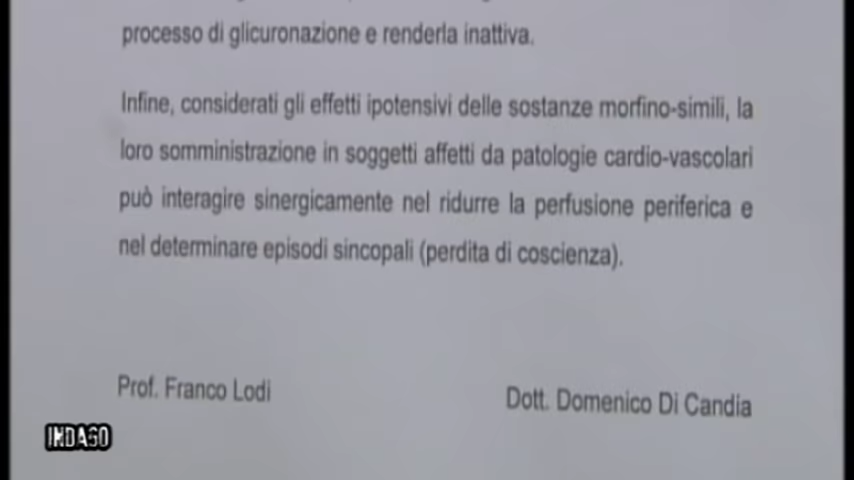 processo di glicuronazione e renderla inattiva.
Infine, considerati gli effetti ipotensivi delle sostanze morfino-simili, la
loro somministrazione in soggetti affetti da patologie cardio-vascolari
può interagire sinergicamente nel ridurre la perfusione periferica e
nel determinare episodi sincopali (perdita di coscienza).
Prof. Franco Lodi Dott. Domenico Di Candia
INDAGO